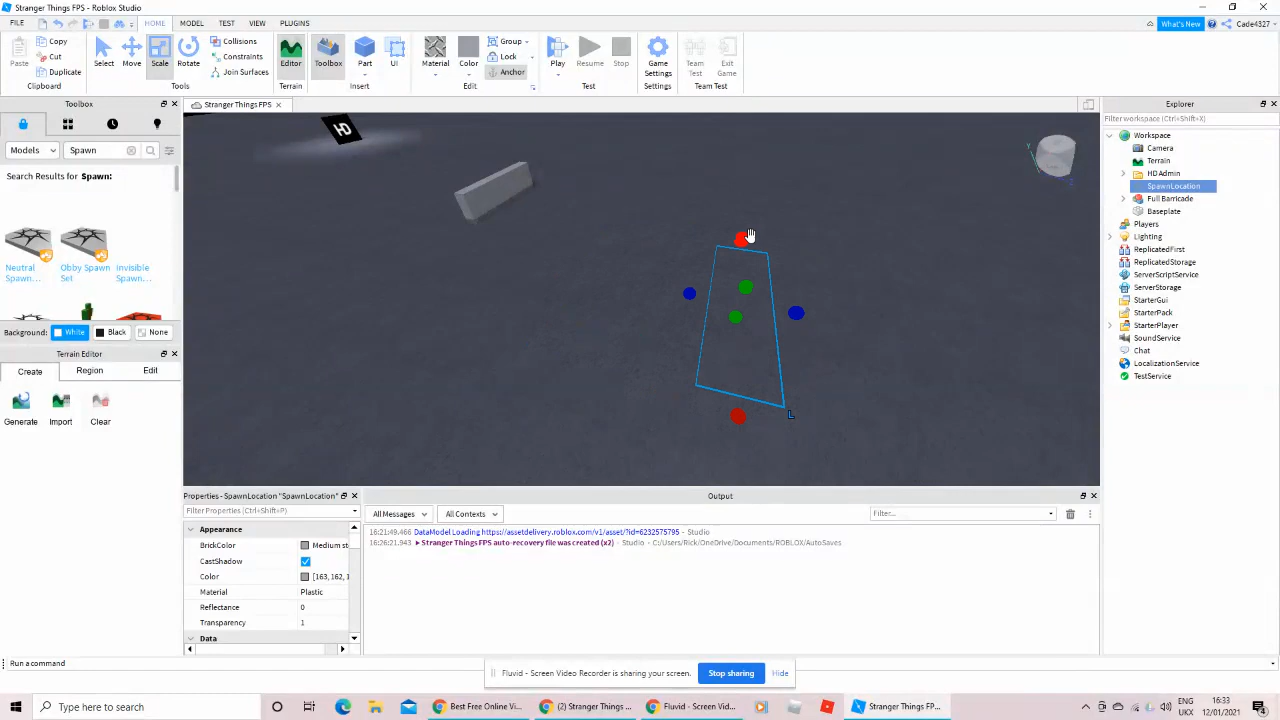 Stranger Things FPS - Roblox Studio
FILE HOME MODEL TEST VIEW PLUGINS What's New Cade4327
Copy Collisions Group
Cut Constraints Lock
Paste Duplicate Select Move Scale Rotate Join Surfaces Editor Toolbox Part UI Material Color Anchor Play Resume Stop Game Settings Team Test Exit Game
Clipboard Tools Terrain Insert Edit Test Settings Team Test
Toolbox
Stranger Things FPS
Explorer
Filter workspace (Ctrl+Shift+X)
Models Spawn
Search Results for Spawn:
Neutral Spawn...
Obby Spawn Set
Invisible Spawn...
Background: White Black None
Terrain Editor
Create Region Edit
Generate Import Clear
HD
L
Workspace
Camera
Terrain
HD Admin
SpawnLocation
Full Barricade
Baseplate
Players
Lighting
ReplicatedFirst
ReplicatedStorage
ServerScriptService
ServerStorage
StarterGui
StarterPack
StarterPlayer
SoundService
Chat
LocalizationService
TestService
Properties - SpawnLocation "SpawnLocation"
Filter Properties (Ctrl+Shift+P)
Appearance
BrickColor Medium st
CastShadow
Color [163, 162, 1
Material Plastic
Reflectance 0
Transparency 1
Data
Output
All Messages All Contexts Filter...
16:21:49.466 DataModel Loading https://assetdelivery.roblox.com/v1/asset/?id=6232575795 - Studio
16:26:21.943 Stranger Things FPS auto-recovery file was created (x2) - Studio - C:/Users/Rick/OneDrive/Documents/ROBLOX/AutoSaves
Run a command
Fluvid - Screen Video Recorder is sharing your screen. Stop sharing Hide
Type here to search
Best Free Online Vi...
(2) Stranger Things ...
Fluvid - Screen Vid...
Stranger Things FP...
ENG
UKX
16:33
12/01/2021